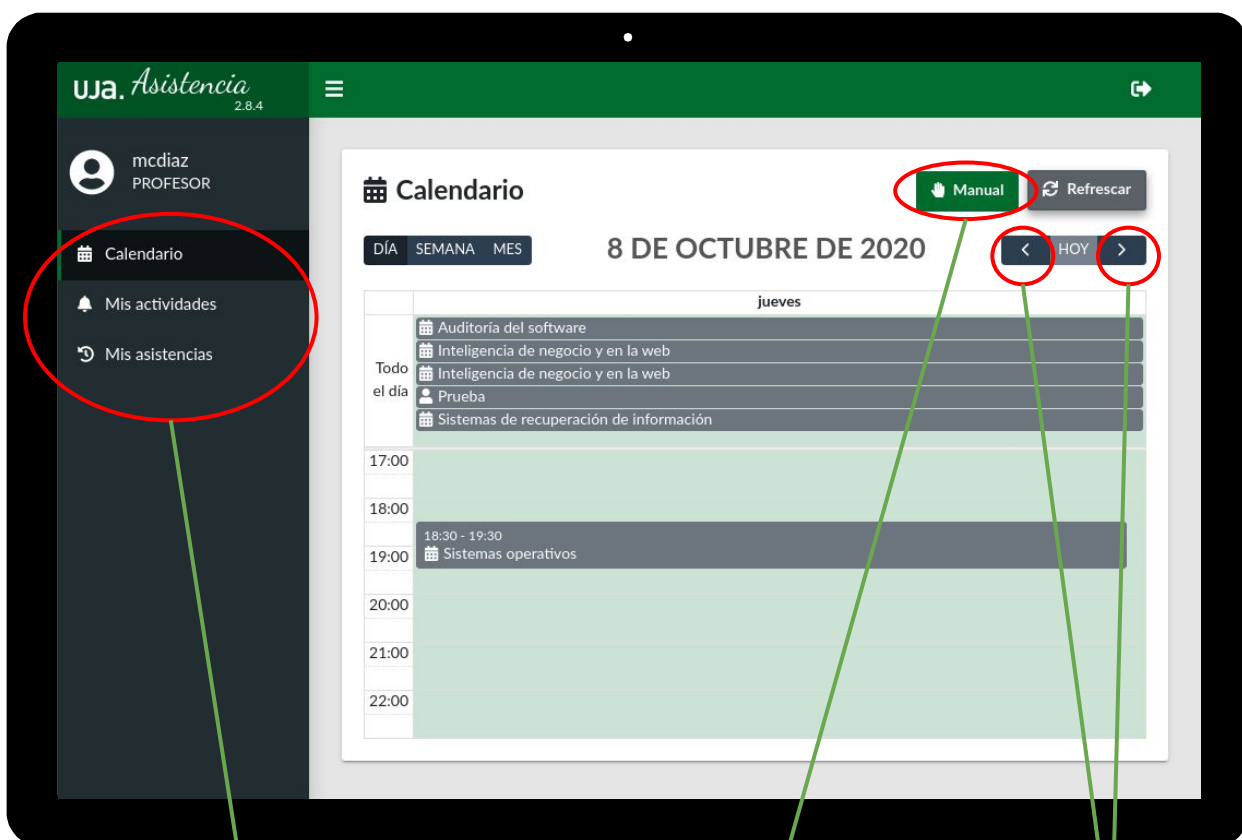 uja. Asistencia
2.8.4
mcdiaz
PROFESOR
Calendario
Mis actividades
Mis asistencias
Calendario
Manual
Refrescar
DÍA SEMANA MES
8 DE OCTUBRE DE 2020
HOY
jueves
Todo el día
Auditoría del software
Inteligencia de negocio y en la web
Inteligencia de negocio y en la web
Prueba
Sistemas de recuperación de información
17:00
18:00
18:30 - 19:30
19:00
Sistemas operativos
20:00
21:00
22:00